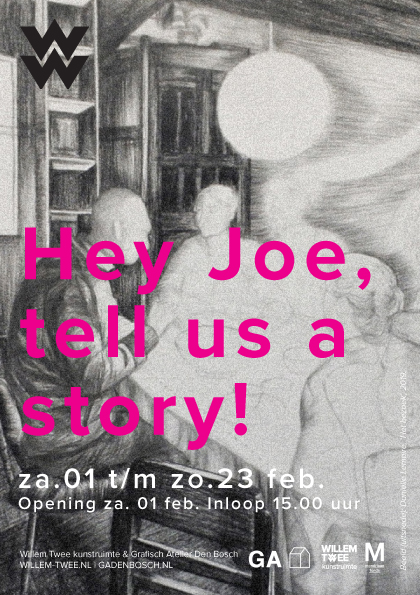 Hey Joe,
tell us a
story!
za.01 t/m zo.23 feb.
Opening za. 01 feb. Inloop 15.00 uur
Willem Twee kunstruimte & Grafisch Atelier Den Bosch
WILLEM-TWEE.NL | GADENBOSCH.NL
GA
WILLEM
TWEE
kunstruimte
M